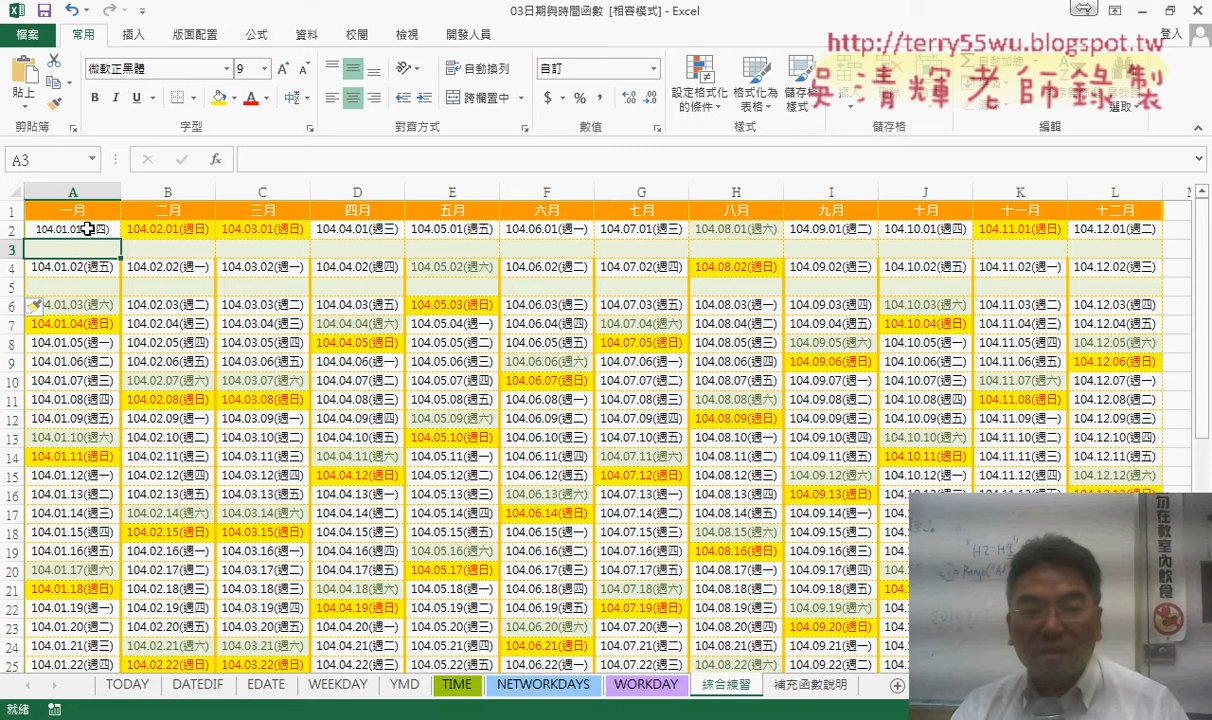 03日期與時間函數 [相容模式] - Excel
登入
檔案 常用 插入 版面配置 公式 資料 校閱 檢視 開發人員
http://terry55wu.blogspot.tw
吳清輝老師錄製
貼上 微軟正黑體 9 自動換列 自訂 設定格式化的條件 格式化為表格 儲存格樣式
B I U 跨欄置中 $ %
剪貼簿 字型 對齊方式 數值 樣式 儲存格 編輯
A3 fx
A B C D E F G H I J K L
1 一月 二月 三月 四月 五月 六月 七月 八月 九月 十月 十一月 十二月
2 104.02.01(週日) 104.03.01(週日) 104.04.01(週三) 104.05.01(週五) 104.06.01(週一) 104.07.01(週三) 104.08.01(週六) 104.09.01(週二) 104.10.01(週四) 104.11.01(週日) 104.12.01(週二)
3
4 104.01.02(週五) 104.02.02(週一) 104.03.02(週一) 104.04.02(週四) 104.05.02(週六) 104.06.02(週二) 104.07.02(週四) 104.08.02(週日) 104.09.02(週三) 104.10.02(週五) 104.11.02(週一) 104.12.02(週三)
5
6 104.02.03(週二) 104.03.03(週二) 104.04.03(週五) 104.05.03(週日) 104.06.03(週三) 104.07.03(週五) 104.08.03(週一) 104.09.03(週四) 104.10.03(週六) 104.11.03(週二) 104.12.03(週四)
7 104.01.04(週日) 104.02.04(週三) 104.03.04(週三) 104.04.04(週六) 104.05.04(週一) 104.06.04(週四) 104.07.04(週六) 104.08.04(週二) 104.09.04(週五) 104.10.04(週日) 104.11.04(週三) 104.12.04(週五)
8 104.01.05(週一) 104.02.05(週四) 104.03.05(週四) 104.04.05(週日) 104.05.05(週二) 104.06.05(週五) 104.07.05(週日) 104.08.05(週三) 104.09.05(週六) 104.10.05(週一) 104.11.05(週四) 104.12.05(週六)
9 104.01.06(週二) 104.02.06(週五) 104.03.06(週五) 104.04.06(週一) 104.05.06(週三) 104.06.06(週六) 104.07.06(週一) 104.08.06(週四) 104.09.06(週日) 104.10.06(週二) 104.11.06(週五) 104.12.06(週日)
10 104.01.07(週三) 104.02.07(週六) 104.03.07(週六) 104.04.07(週二) 104.05.07(週四) 104.06.07(週日) 104.07.07(週二) 104.08.07(週五) 104.09.07(週一) 104.10.07(週三) 104.11.07(週六) 104.12.07(週一)
11 104.01.08(週四) 104.02.08(週日) 104.03.08(週日) 104.04.08(週三) 104.05.08(週五) 104.06.08(週一) 104.07.08(週三) 104.08.08(週六) 104.09.08(週二) 104.10.08(週四) 104.11.08(週日) 104.12.08(週二)
12 104.01.09(週五) 104.02.09(週一) 104.03.09(週一) 104.04.09(週四) 104.05.09(週六) 104.06.09(週二) 104.07.09(週四) 104.08.09(週日) 104.09.09(週三) 104.10.09(週五) 104.11.09(週一) 104.12.09(週三)
13 104.01.10(週六) 104.02.10(週二) 104.03.10(週二) 104.04.10(週五) 104.05.10(週日) 104.06.10(週三) 104.07.10(週五) 104.08.10(週一) 104.09.10(週四) 104.10.10(週六) 104.11.10(週二) 104.12.10(週四)
14 104.01.11(週日) 104.02.11(週三) 104.03.11(週三) 104.04.11(週六) 104.05.11(週一) 104.06.11(週四) 104.07.11(週六) 104.08.11(週二) 104.09.11(週五) 104.10.11(週日) 104.11.11(週三) 104.12.11(週五)
15 104.01.12(週一) 104.02.12(週四) 104.03.12(週四) 104.04.12(週日) 104.05.12(週二) 104.06.12(週五) 104.07.12(週日) 104.08.12(週三) 104.09.12(週六) 104.10.12(週一) 104.11.12(週四) 104.12.12(週六)
16 104.01.13(週二) 104.02.13(週五) 104.03.13(週五) 104.04.13(週一) 104.05.13(週三) 104.06.13(週六) 104.07.13(週一) 104.08.13(週四) 104.09.13(週日)
17 104.01.14(週三) 104.02.14(週六) 104.03.14(週六) 104.04.14(週二) 104.05.14(週四) 104.06.14(週日) 104.07.14(週二) 104.08.14(週五) 104.09.14(週一)
18 104.01.15(週四) 104.02.15(週日) 104.03.15(週日) 104.04.15(週三) 104.05.15(週五) 104.06.15(週一) 104.07.15(週三) 104.08.15(週六) 104.09.15(週二)
19 104.01.16(週五) 104.02.16(週一) 104.03.16(週一) 104.04.16(週四) 104.05.16(週六) 104.06.16(週二) 104.07.16(週四) 104.08.16(週日) 104.09.16(週三)
20 104.01.17(週六) 104.02.17(週二) 104.03.17(週二) 104.04.17(週五) 104.05.17(週日) 104.06.17(週三) 104.07.17(週五) 104.08.17(週一) 104.09.17(週四)
21 104.01.18(週日) 104.02.18(週三) 104.03.18(週三) 104.04.18(週六) 104.05.18(週一) 104.06.18(週四) 104.07.18(週六) 104.08.18(週二) 104.09.18(週五)
22 104.01.19(週一) 104.02.19(週四) 104.03.19(週四) 104.04.19(週日) 104.05.19(週二) 104.06.19(週五) 104.07.19(週日) 104.08.19(週三) 104.09.19(週六)
23 104.01.20(週二) 104.02.20(週五) 104.03.20(週五) 104.04.20(週一) 104.05.20(週三) 104.06.20(週六) 104.07.20(週一) 104.08.20(週四) 104.09.20(週日)
24 104.01.21(週三) 104.02.21(週六) 104.03.21(週六) 104.04.21(週二) 104.05.21(週四) 104.06.21(週日) 104.07.21(週二) 104.08.21(週五) 104.09.21(週一)
25 104.01.22(週四) 104.02.22(週日) 104.03.22(週日) 104.04.22(週三) 104.05.22(週五) 104.06.22(週一) 104.07.22(週三) 104.08.22(週六) 104.09.22(週二)
勿在教室內飲食
TODAY DATEDIF EDATE WEEKDAY YMD TIME NETWORKDAYS WORKDAY 綜合練習 補充函數說明
就緒